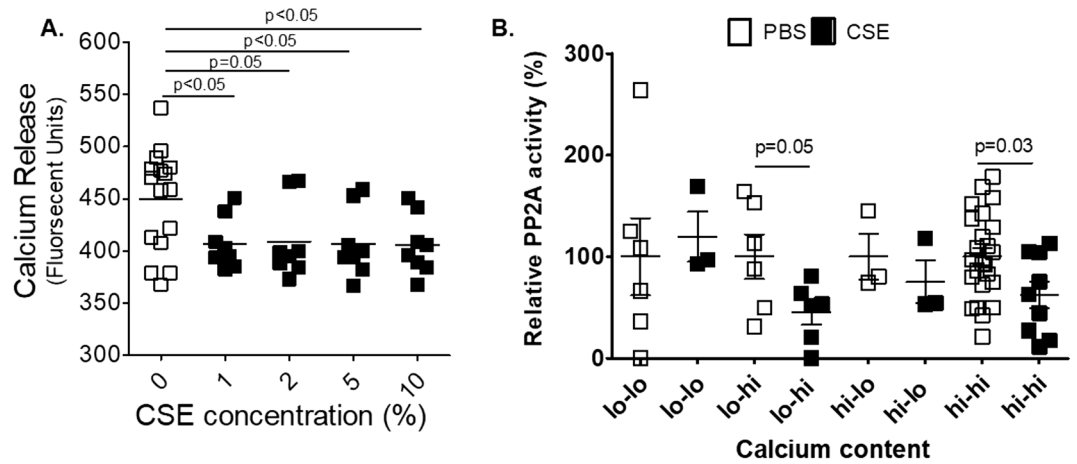 A.
p<0.05
p<0.05
p=0.05
p<0.05
600
550
500
450
400
350
300
Calcium Release
(Fluorsecent Units)
0
1
2
5
10
CSE concentration (%)
B.
PBS
CSE
300
200
100
0
Relative PP2A activity (%)
p=0.05
p=0.03
lo-lo
lo-lo
lo-hi
lo-hi
hi-lo
hi-lo
hi-hi
hi-hi
Calcium content